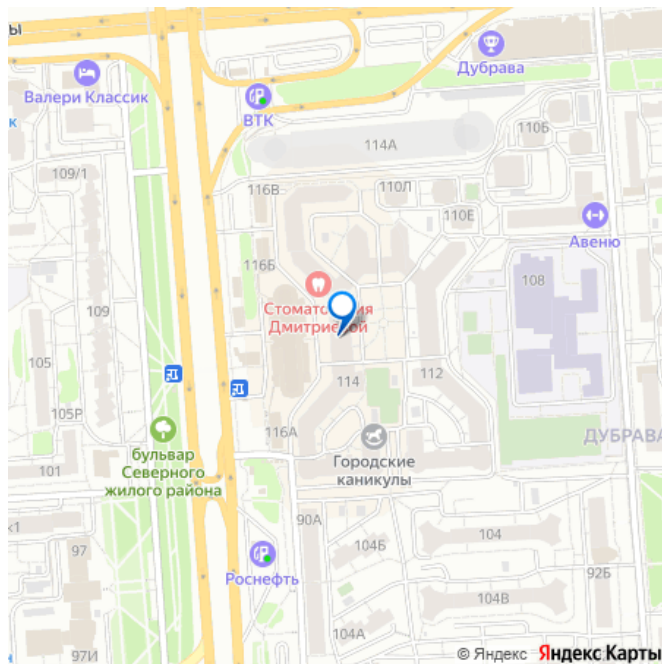 ы
Дубрава
Валери Классик
ВТК
к
114А
110Б
109/1
116В
110Л
110Е
Авеню
116Б
108
Стоматология
Дмитриевой
109
105
114
112
105Р
116А
ДУБРАВА
бульвар
Северного
жилого района
101
Городские
каникулы
90А
к1
104
97
104Б
Роснефть
92Б
104В
104А
97И
© Яндекс Яндекс Карты